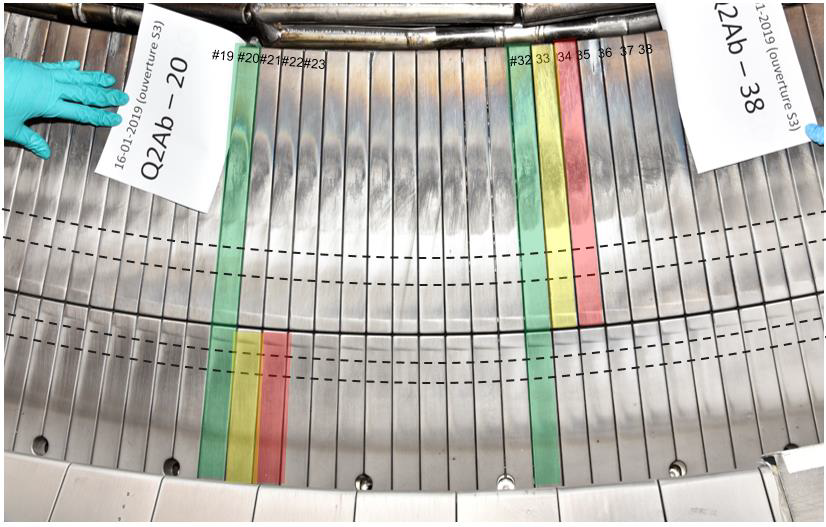 16-01-2019 (ouverture S3)
Q2Ab – 20
#19 #20 #21 #22 #23
#32 33 34 35 36 37 38
1-2019 (ouverture S3)
Q2Ab – 38